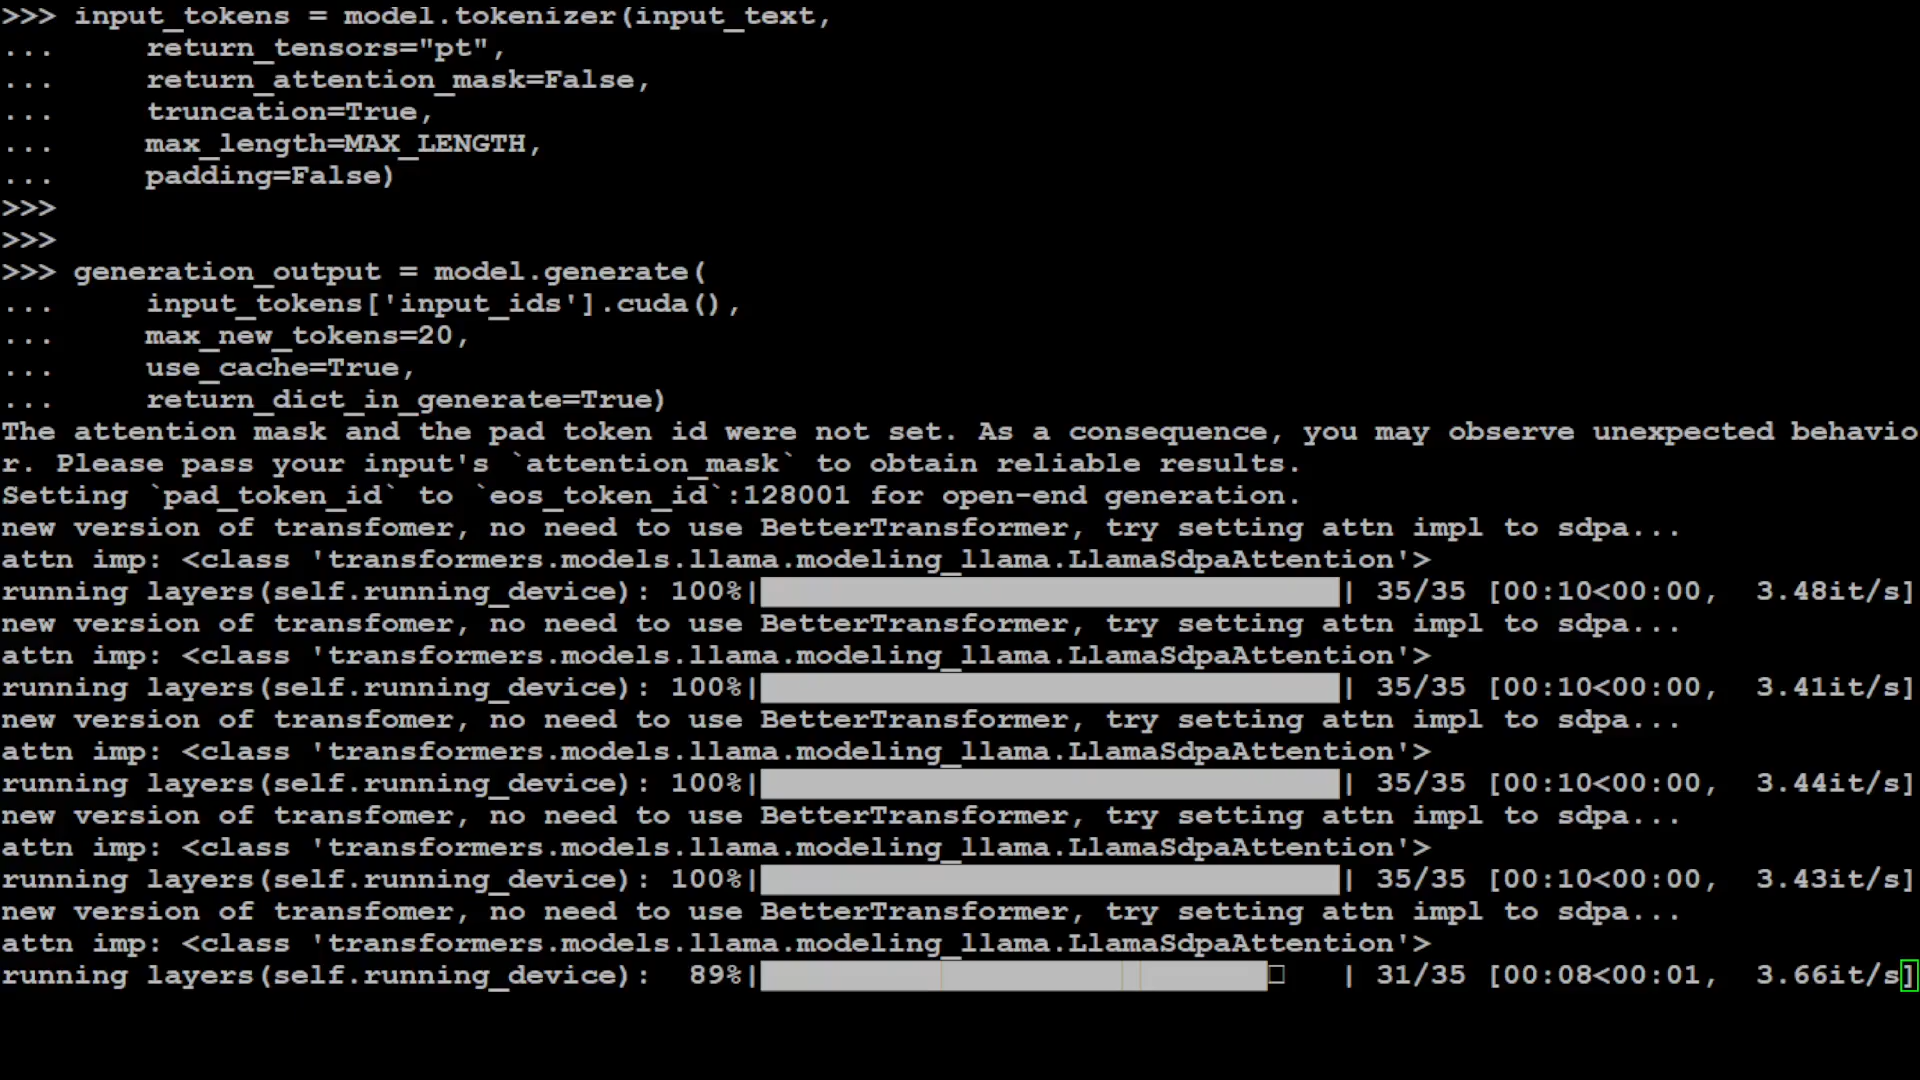 >>> input_tokens = model.tokenizer(input_text,
...     return_tensors="pt",
...     return_attention_mask=False,
...     truncation=True,
...     max_length=MAX_LENGTH,
...     padding=False)
>>>
>>>
>>> generation_output = model.generate(
...     input_tokens['input_ids'].cuda(),
...     max_new_tokens=20,
...     use_cache=True,
...     return_dict_in_generate=True)
The attention mask and the pad token id were not set. As a consequence, you may observe unexpected behavio
r. Please pass your input's `attention_mask` to obtain reliable results.
Setting `pad_token_id` to `eos_token_id`:128001 for open-end generation.
new version of transfomer, no need to use BetterTransformer, try setting attn impl to sdpa...
attn imp: <class 'transformers.models.llama.modeling_llama.LlamaSdpaAttention'>
running layers(self.running_device): 100%|| 35/35 [00:10<00:00,  3.48it/s]
new version of transfomer, no need to use BetterTransformer, try setting attn impl to sdpa...
attn imp: <class 'transformers.models.llama.modeling_llama.LlamaSdpaAttention'>
running layers(self.running_device): 100%|| 35/35 [00:10<00:00,  3.41it/s]
new version of transfomer, no need to use BetterTransformer, try setting attn impl to sdpa...
attn imp: <class 'transformers.models.llama.modeling_llama.LlamaSdpaAttention'>
running layers(self.running_device): 100%|| 35/35 [00:10<00:00,  3.44it/s]
new version of transfomer, no need to use BetterTransformer, try setting attn impl to sdpa...
attn imp: <class 'transformers.models.llama.modeling_llama.LlamaSdpaAttention'>
running layers(self.running_device): 100%|| 35/35 [00:10<00:00,  3.43it/s]
new version of transfomer, no need to use BetterTransformer, try setting attn impl to sdpa...
attn imp: <class 'transformers.models.llama.modeling_llama.LlamaSdpaAttention'>
running layers(self.running_device):  89%|   | 31/35 [00:08<00:01,  3.66it/s]